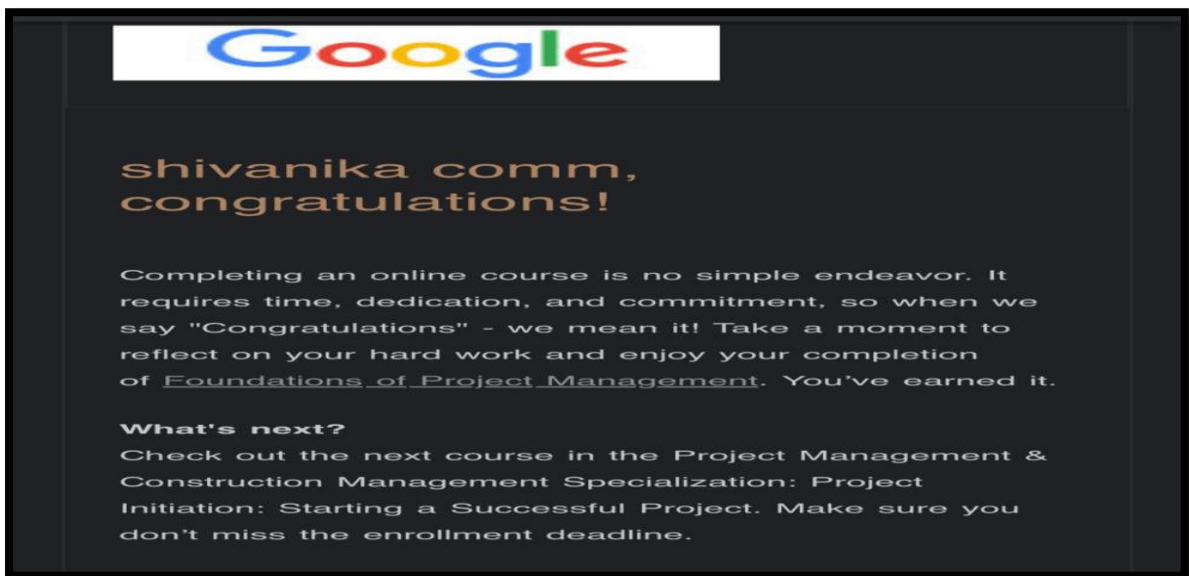 Google
shivanika comm,
congratulations!
Completing an online course is no simple endeavor. It
requires time, dedication, and commitment, so when we
say "Congratulations" - we mean it! Take a moment to
reflect on your hard work and enjoy your completion
of Foundations of Project Management. You've earned it.
What's next?
Check out the next course in the Project Management &
Construction Management Specialization: Project
Initiation: Starting a Successful Project. Make sure you
don't miss the enrollment deadline.